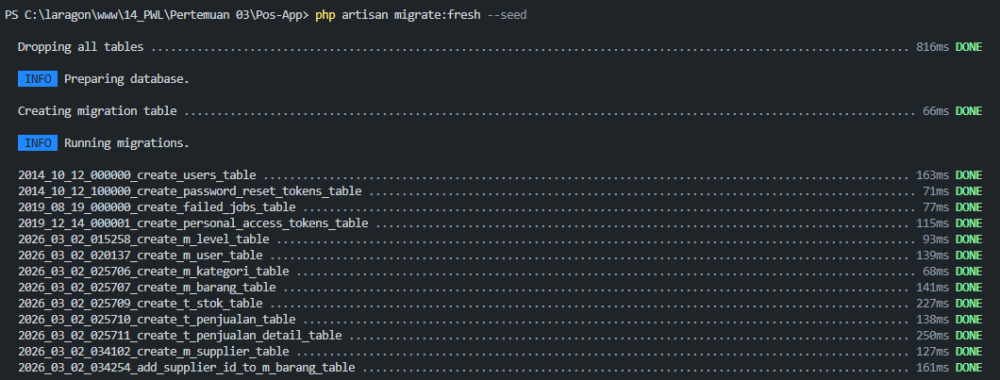 PS C:\laragon\www\14_PWL\Pertemuan 03\Pos-App> php artisan migrate:fresh --seed
Dropping all tables ................................................................................................................... 816ms DONE
INFO Preparing database.
Creating migration table .............................................................................................................. 66ms DONE
INFO Running migrations.
2014_10_12_000000_create_users_table .................................................................................................. 163ms DONE
2014_10_12_100000_create_password_reset_tokens_table .................................................................................. 71ms DONE
2019_08_19_000000_create_failed_jobs_table ............................................................................................ 77ms DONE
2019_12_14_000001_create_personal_access_tokens_table ................................................................................. 115ms DONE
2026_03_02_015258_create_m_level_table ................................................................................................ 93ms DONE
2026_03_02_020137_create_m_user_table ................................................................................................. 139ms DONE
2026_03_02_025706_create_m_kategori_table ............................................................................................. 68ms DONE
2026_03_02_025707_create_m_barang_table ............................................................................................... 141ms DONE
2026_03_02_025709_create_t_stok_table ................................................................................................. 227ms DONE
2026_03_02_025710_create_t_penjualan_table ............................................................................................ 138ms DONE
2026_03_02_025711_create_t_penjualan_detail_table ..................................................................................... 250ms DONE
2026_03_02_034102_create_m_supplier_table ............................................................................................. 127ms DONE
2026_03_02_034254_add_supplier_id_to_m_barang_table ................................................................................... 161ms DONE